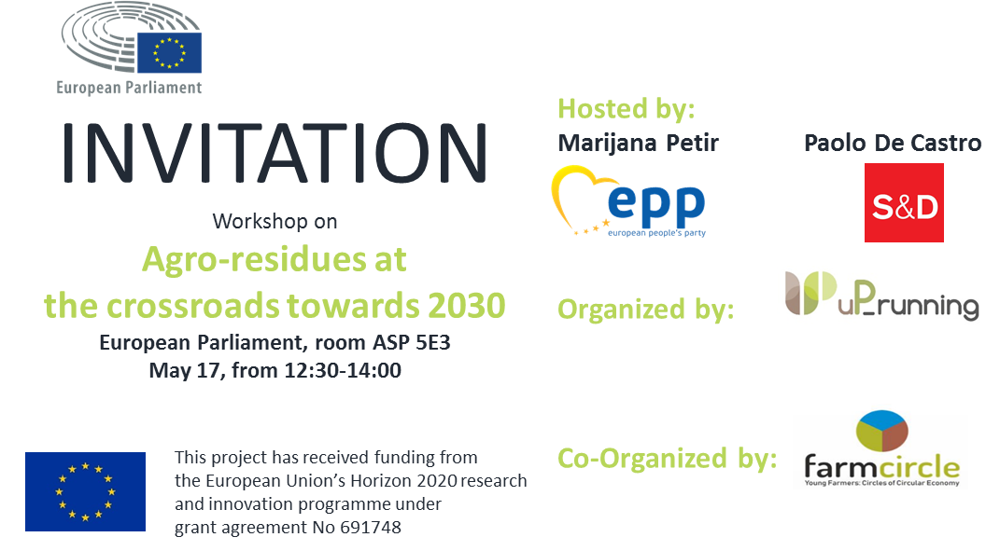 European Parliament
INVITATION
Workshop on
Agro-residues at
the crossroads towards 2030
European Parliament, room ASP 5E3
May 17, from 12:30-14:00
This project has received funding from
the European Union's Horizon 2020 research
and innovation programme under
grant agreement No 691748
Hosted by:
Marijana Petir
Paolo De Castro
epp
european people's party
S&D
Organized by:
uP_running
Co-Organized by:
farmcircle
Young Farmers: Circles of Circular Economy